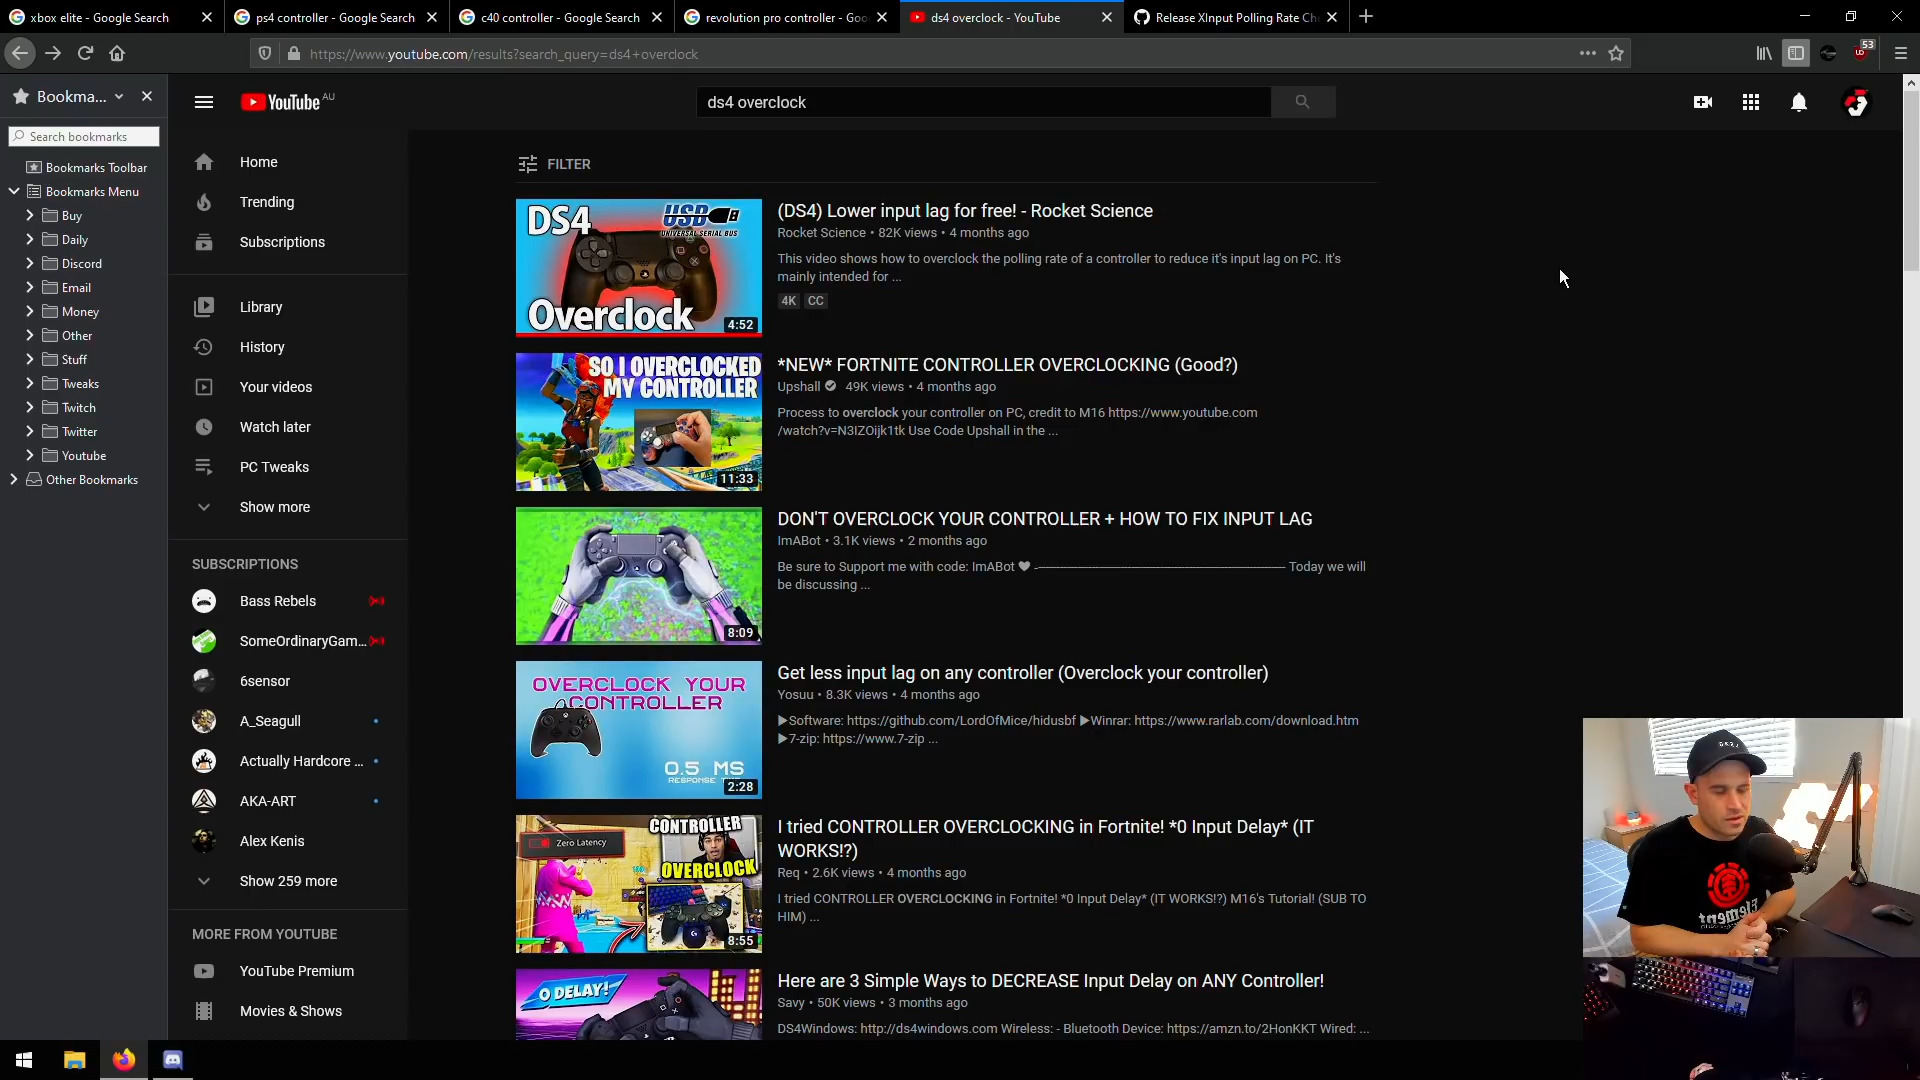 xbox elite - Google Search
ps4 controller - Google Search
c40 controller - Google Search
revolution pro controller - Goo
ds4 overclock - YouTube
Release XInput Polling Rate Ch
https://www.youtube.com/results?search_query=ds4+overclock
53
Bookma...
Search bookmarks
Bookmarks Toolbar
Bookmarks Menu
Buy
Daily
Discord
Email
Money
Other
Stuff
Tweaks
Twitch
Twitter
Youtube
Other Bookmarks
YouTube AU
ds4 overclock
Home
Trending
Subscriptions
Library
History
Your videos
Watch later
PC Tweaks
Show more
SUBSCRIPTIONS
Bass Rebels
SomeOrdinaryGam...
6sensor
A_Seagull
Actually Hardcore ...
AKA-ART
Alex Kenis
Show 259 more
MORE FROM YOUTUBE
YouTube Premium
Movies & Shows
FILTER
DS4
USB
UNIVERSAL SERIAL BUS
Overclock
4:52
(DS4) Lower input lag for free! - Rocket Science
Rocket Science • 82K views • 4 months ago
This video shows how to overclock the polling rate of a controller to reduce it's input lag on PC. It's
mainly intended for ...
4K CC
SO I OVERCLOCKED
MY CONTROLLER
11:33
*NEW* FORTNITE CONTROLLER OVERCLOCKING (Good?)
Upshall 49K views • 4 months ago
Process to overclock your controller on PC, credit to M16 https://www.youtube.com
/watch?v=N3IZOijk1tk Use Code Upshall in the ...
8:09
DON'T OVERCLOCK YOUR CONTROLLER + HOW TO FIX INPUT LAG
ImABot • 3.1K views • 2 months ago
Be sure to Support me with code: ImABot ♥ -------------------------------------------------- Today we will
be discussing ...
OVERCLOCK YOUR
CONTROLLER
0.5 MS
2:28
Get less input lag on any controller (Overclock your controller)
Yosuu • 8.3K views • 4 months ago
▶Software: https://github.com/LordOfMice/hidusbf ▶Winrar: https://www.rarlab.com/download.htm
▶7-zip: https://www.7-zip ...
CONTROLLER
Zero Latency
OVERCLOCK
8:55
I tried CONTROLLER OVERCLOCKING in Fortnite! *0 Input Delay* (IT
WORKS!?)
Req • 2.6K views • 4 months ago
I tried CONTROLLER OVERCLOCKING in Fortnite! *0 Input Delay* (IT WORKS!?) M16's Tutorial! (SUB TO
HIM) ...
0 DELAY!
Here are 3 Simple Ways to DECREASE Input Delay on ANY Controller!
Savy • 50K views • 3 months ago
DS4Windows: http://ds4windows.com Wireless: - Bluetooth Device: https://amzn.to/2HonKKT Wired: ...
Element